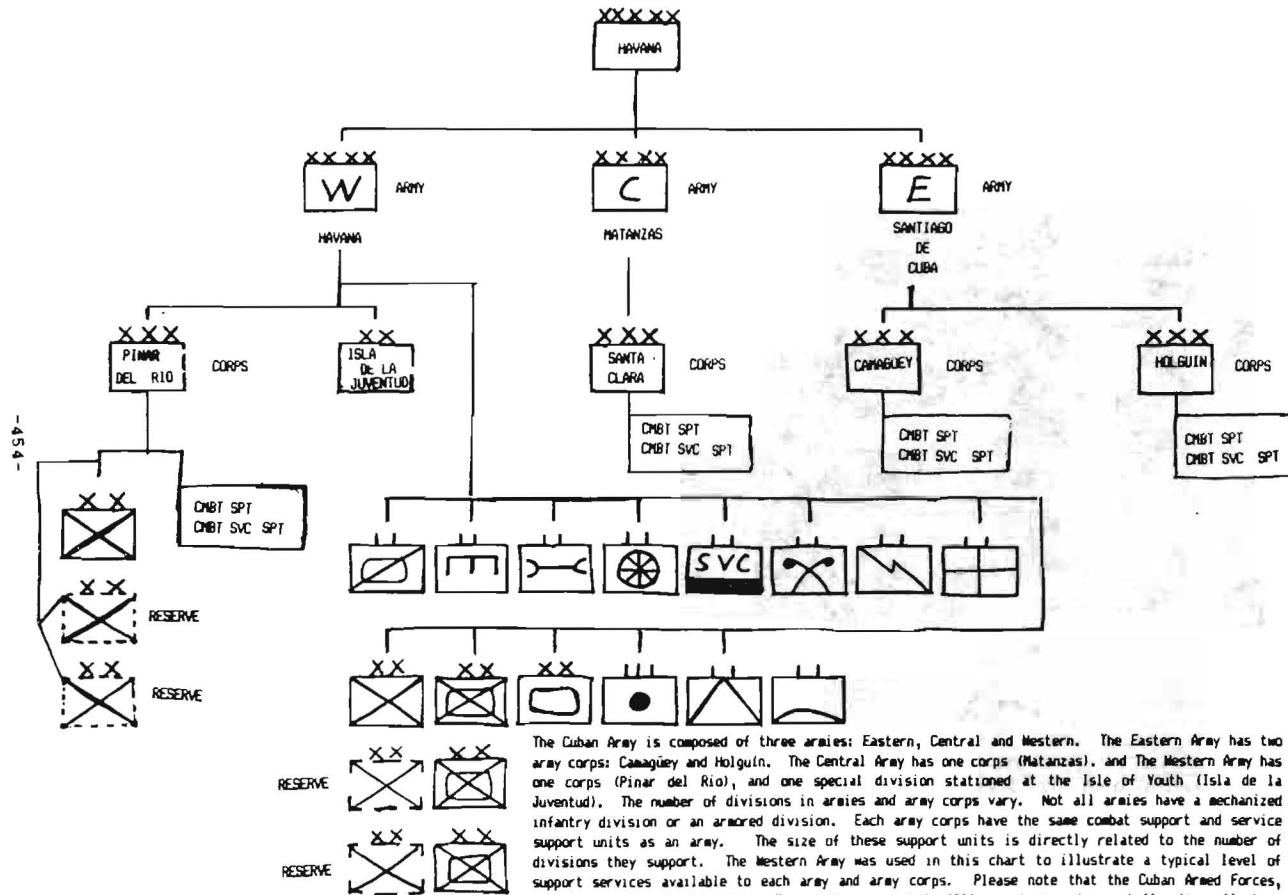 XXXXX
HAVANA
XXXX
W
ARMY
HAVANA
XXXX
C
ARMY
MATANZAS
XXXX
E
ARMY
SANTIAGO
DE
CUBA
XXX
PINAR
DEL RIO
CORPS
XX
ISLA
DE LA
JUVENTUD
XXX
SANTA
CLARA
CORPS
XXX
CAMAGÜEY
CORPS
XXX
HOLGUIN
CORPS
CMBT SPT
CMBT SVC SPT
CMBT SPT
CMBT SVC SPT
CMBT SPT
CMBT SVC SPT
-454-
XX
CMBT SPT
CMBT SVC SPT
XX
RESERVE
XX
RESERVE
SVC
XX
XX
XX
RESERVE
XX
XX
RESERVE
XX
XX
The Cuban Army is composed of three armies: Eastern, Central and Western. The Eastern Army has two
army corps: Camagüey and Holguín. The Central Army has one corps (Matanzas). and The Western Army has
one corps (Pinar del Rio), and one special division stationed at the Isle of Youth (Isla de la
Juventud). The number of divisions in armies and army corps vary. Not all armies have a mechanized
infantry division or an armored division. Each army corps have the same combat support and service
support units as an army. The size of these support units is directly related to the number of
divisions they support. The Western Army was used in this chart to illustrate a typical level of
support services available to each army and army corps. Please note that the Cuban Armed Forces,